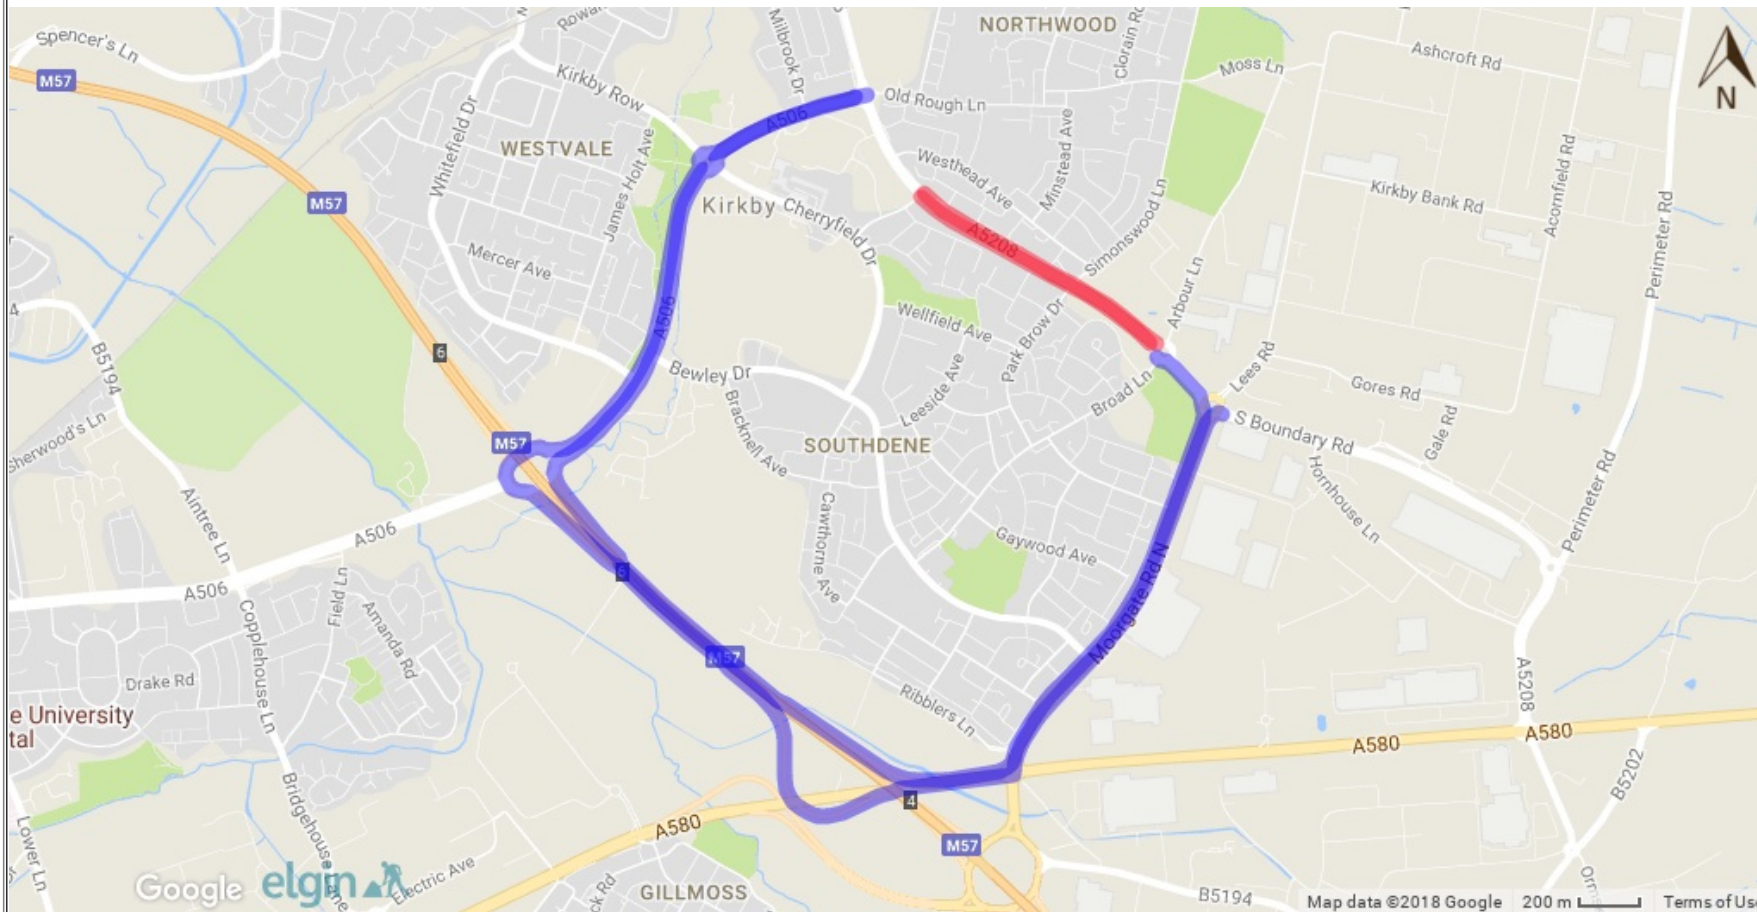 NORTHWOOD
Spencer's Ln
Milbrook Dr
Clorain Rd
Ashcroft Rd
Moss Ln
M57
Kirkby Row
Old Rough Ln
N
A506
Whitefield Dr
WESTVALE
James Holt Ave
Westhead Ave
Minstead Ave
Acornfield Rd
Kirkby Bank Rd
M57
Kirkby
Cherryfield Dr
Simonswood Ln
Perimeter Rd
A5208
Mercer Ave
Arbour Ln
A506
Wellfield Ave
Park Brow Dr
6
B5194
Bewley Dr
Leeside Ave
Broad Ln
Lees Rd
Gores Rd
Bracknell Ave
S Boundary Rd
Gale Rd
Sherwood's Ln
M57
SOUTHDENE
Hornhouse Ln
Perimeter Rd
Aintree Ln
Cawthorne Ave
A506
Gaywood Ave
6
A506
Field Ln
Amanda Rd
Copplehouse Ln
Moorgate Rd N
M57
Drake Rd
Ribblers Ln
A5208
e University
tal
A580
A580
Bridgehouse Lane
4
B5202
A580
M57
Lower Ln
Electric Ave
Google elgin
ck Rd
GILLMOSS
B5194
Map data ©2018 Google 200 m Terms of Us